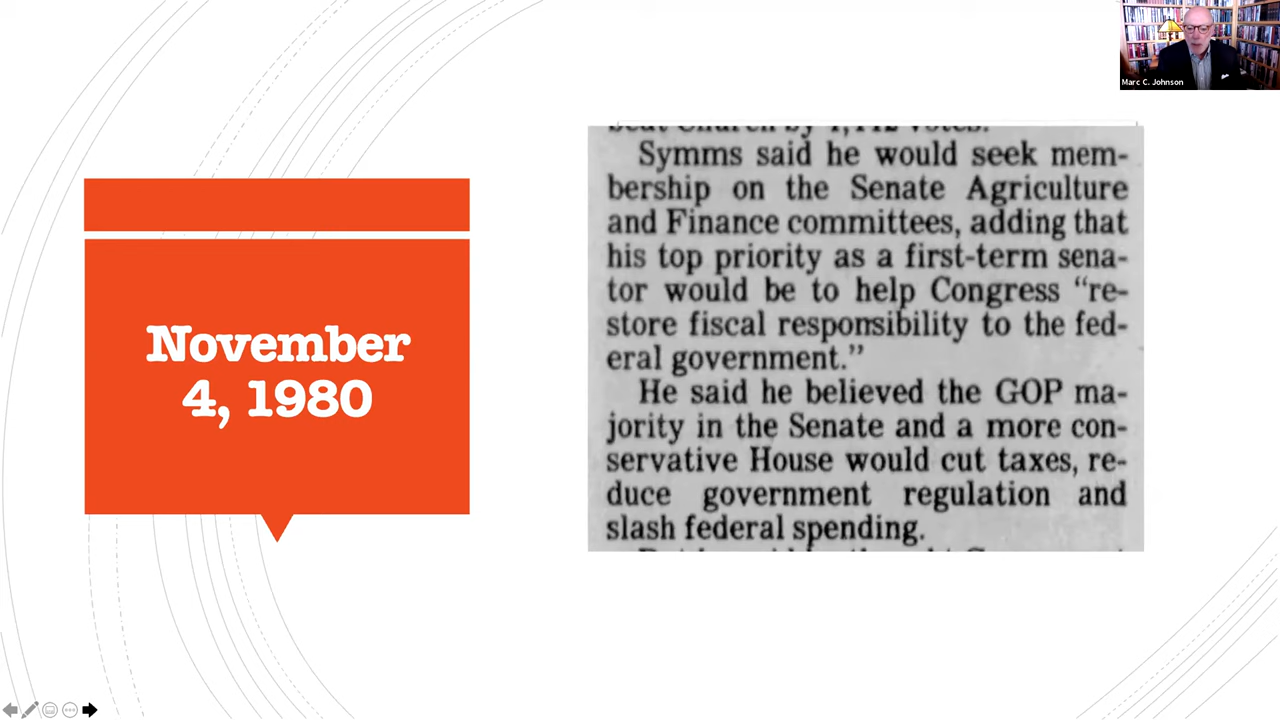 Marc C. Johnson
November
4, 1980
Symms said he would seek mem-
bership on the Senate Agriculture
and Finance committees, adding that
his top priority as a first-term sena-
tor would be to help Congress “re-
store fiscal responsibility to the fed-
eral government.”
He said he believed the GOP ma-
jority in the Senate and a more con-
servative House would cut taxes, re-
duce government regulation and
slash federal spending.